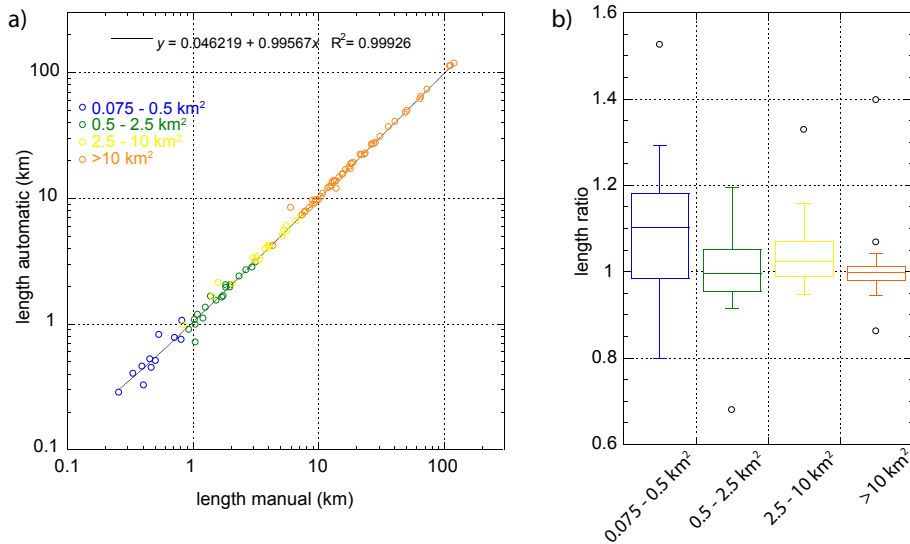 a)
y = 0.046219 + 0.99567x R²= 0.99926
100
10
1
0.1
length automatic (km)
0.075 - 0.5 km²
0.5 - 2.5 km²
2.5 - 10 km²
>10 km²
0.1
1
10
100
length manual (km)
b)
1.6
1.4
1.2
1
0.8
0.6
length ratio
0.075 - 0.5 km²
0.5 - 2.5 km²
2.5 - 10 km²
>10 km²